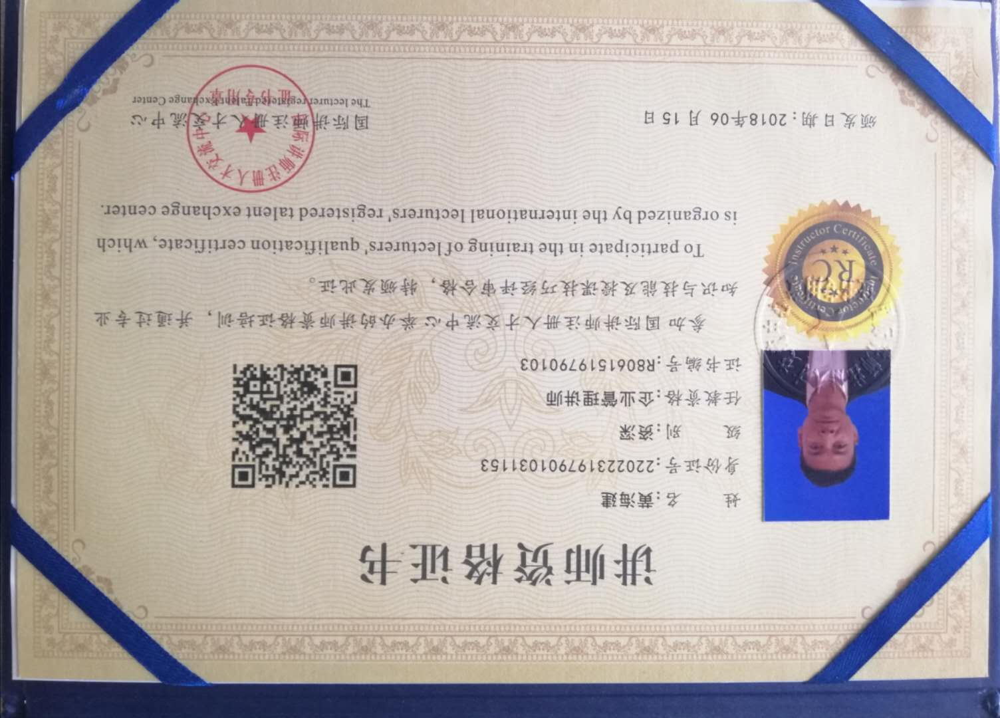 讲师资格证书
姓 名:黄海建
身份证号:220223197901031153
级 别:资深
任教资格:企业管理讲师
证书编号:R8061519790103
参加国际讲师注册人才交流中心举办的讲师资格证培训，并通过专业
知识与技能及授课技巧经评审合格，特颁发此证。
To participate in the training of lecturers' qualification certificate, which
is organized by the international lecturers' registered talent exchange center.
Instructor Certificate
RC
Instructor Certificate
颁发日期:2018年06月15日
国际讲师注册人才交流中心
The lecturer registered Talent Exchange Center
国际讲师注册人才交流中心
证书专用章